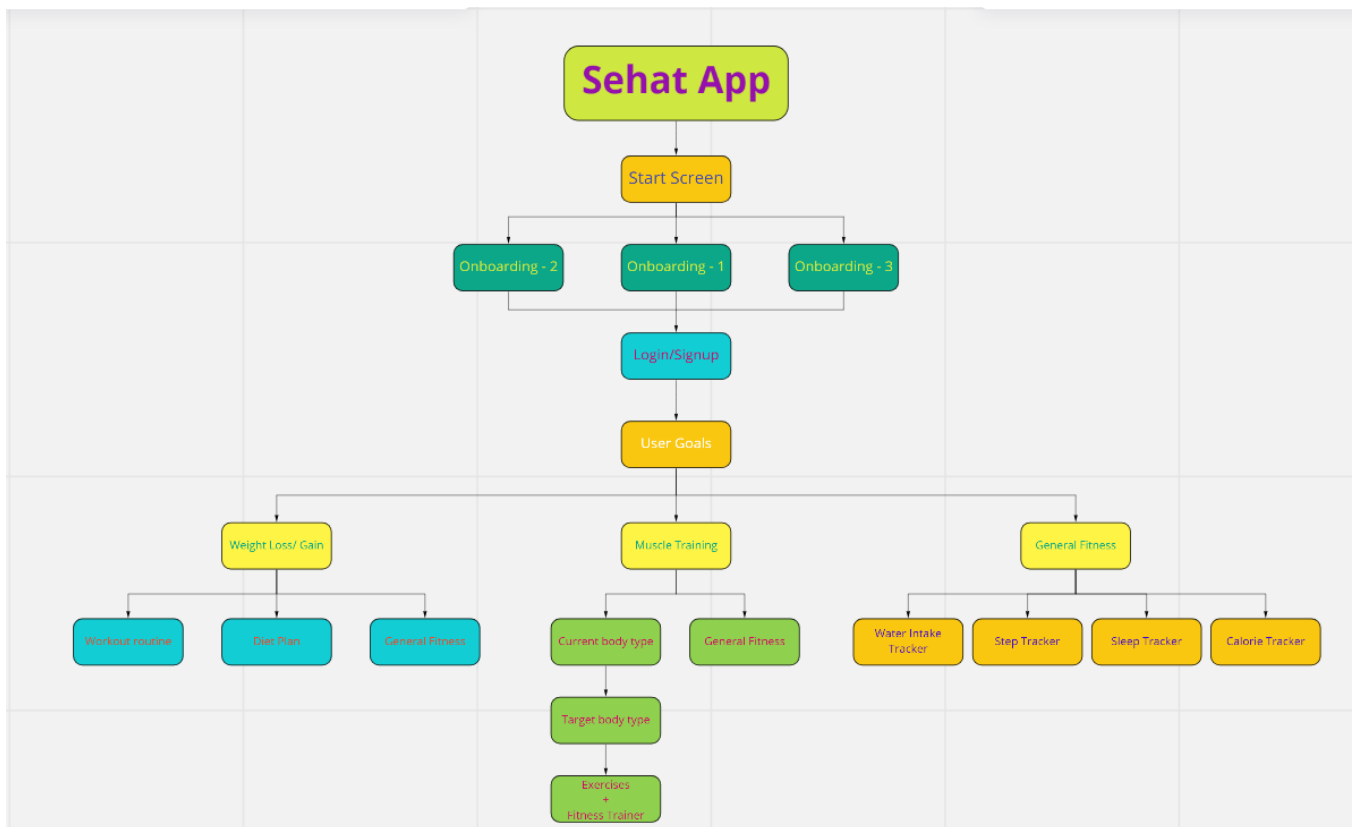 Sehat App
Start Screen
Onboarding - 2
Onboarding - 1
Onboarding - 3
Login/Signup
User Goals
Weight Loss/ Gain
Muscle Training
General Fitness
Workout routine
Diet Plan
General Fitness
Current body type
General Fitness
Water Intake
Tracker
Step Tracker
Sleep Tracker
Calorie Tracker
Target body type
Exercises
+
Fitness Trainer